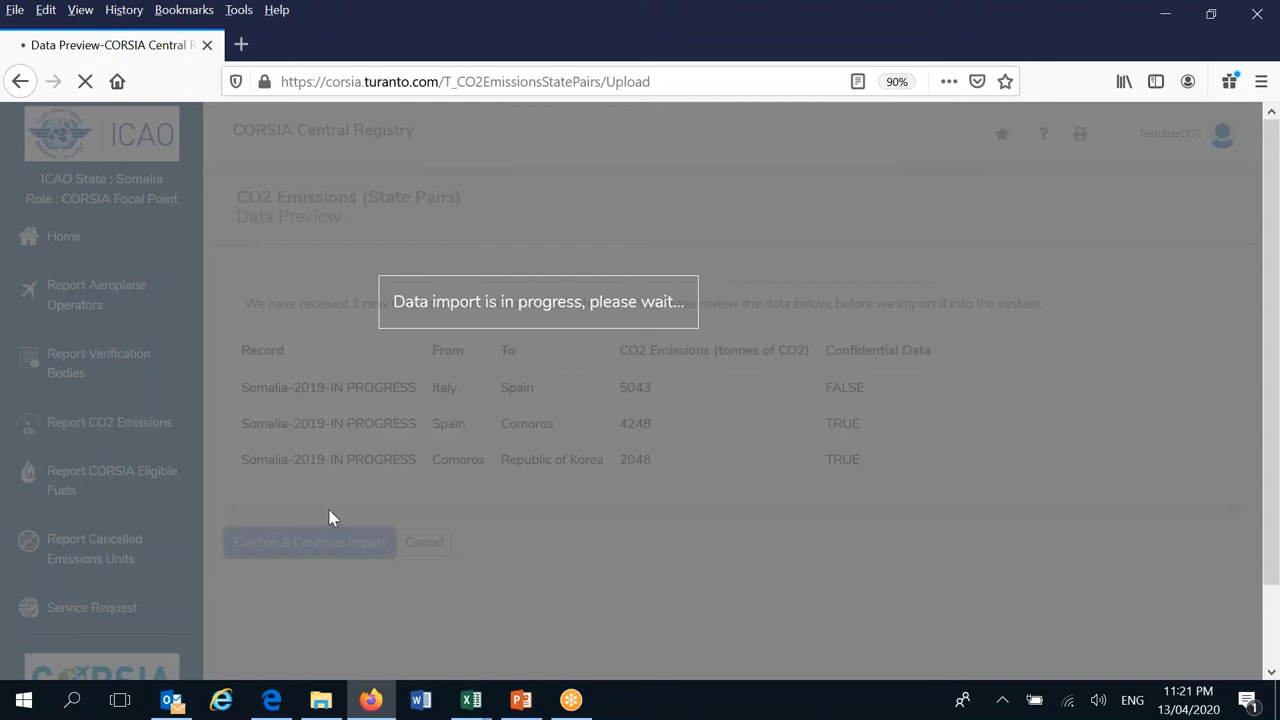 File Edit View History Bookmarks Tools Help
Data Preview-CORSIA Central R
https://corsia.turanto.com/T_CO2EmissionsStatePairs/Upload 90%
ICAO
ICAO State : Somalia
Role : CORSIA Focal Point
Home
Report Aeroplane
Operators
Report Verification
Bodies
Report CO2 Emissions
Report CORSIA Eligible
Fuels
Report Cancelled
Emissions Units
Service Request
CORSIA
CORSIA Central Registry
TestUserCCR
CO2 Emissions (State Pairs)
Data Preview
Data import is in progress, please wait...
We have received 3 new review the data below, before we import it into the system.
Record From To CO2 Emissions (tonnes of CO2) Confidential Data
Somalia-2019-IN PROGRESS Italy Spain 5043 FALSE
Somalia-2019-IN PROGRESS Spain Comoros 4248 TRUE
Somalia-2019-IN PROGRESS Comoros Republic of Korea 2048 TRUE
Confirm & Continue Import Cancel
ENG
11:21 PM
13/04/2020
1